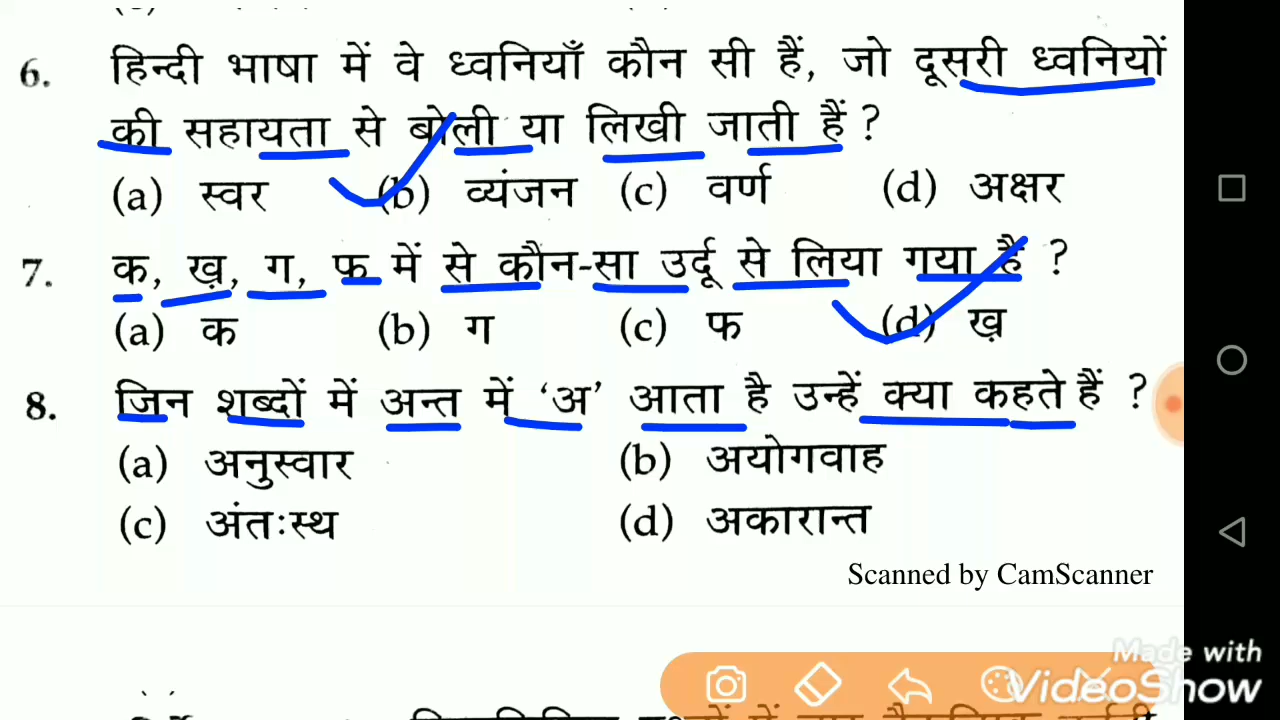 6. हिन्दी भाषा में वे ध्वनियाँ कौन सी हैं, जो दूसरी ध्वनियों
की सहायता से बोली या लिखी जाती हैं ?
(a) स्वर (b) व्यंजन (c) वर्ण (d) अक्षर
7. क, ख़, ग, फ में से कौन-सा उर्दू से लिया गया है ?
(a) क (b) ग (c) फ (d) ख़
8. जिन शब्दों में अन्त में ‘अ’ आता है उन्हें क्या कहते हैं ?
(a) अनुस्वार (b) अयोगवाह
(c) अंतःस्थ (d) अकारान्त
Scanned by CamScanner
Made with
VideoShow